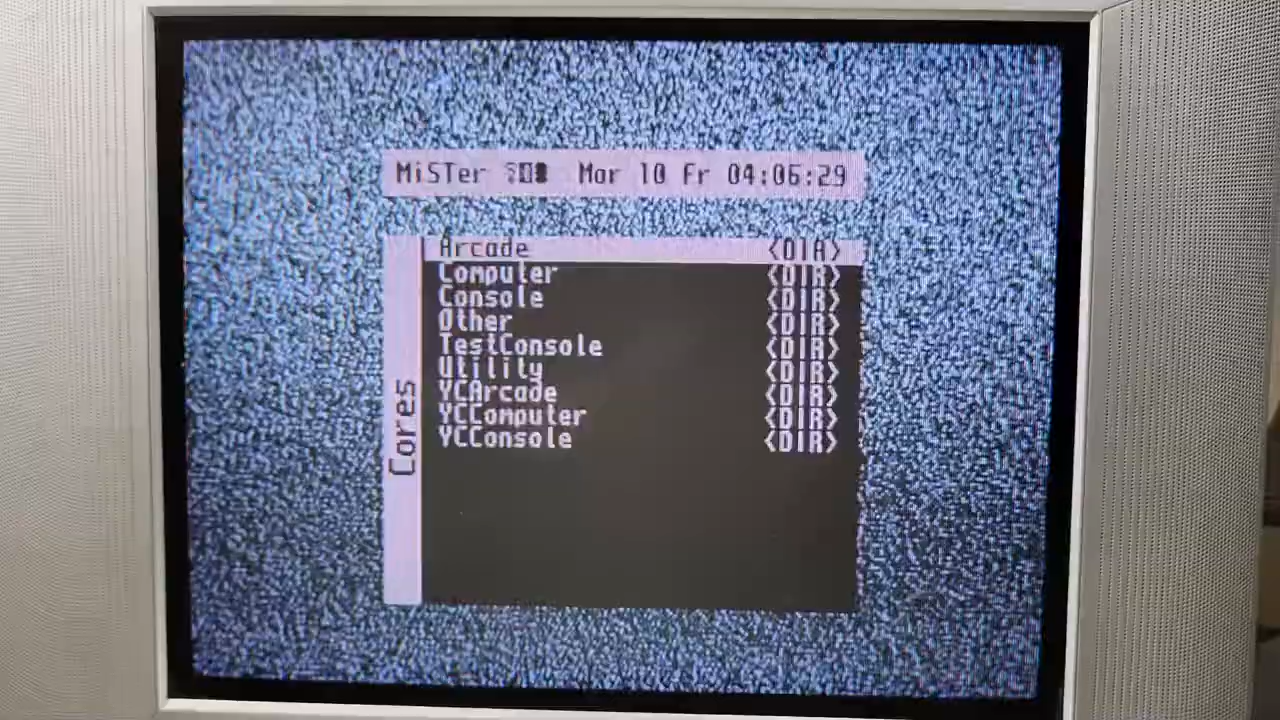 MiSTer Mar 10 Fr 04:06:29
Arcade <DIR>
Computer <DIR>
Console <DIR>
Other <DIR>
TestConsole <DIR>
Utility <DIR>
YCArcade <DIR>
YCComputer <DIR>
YCConsole <DIR>
Cores